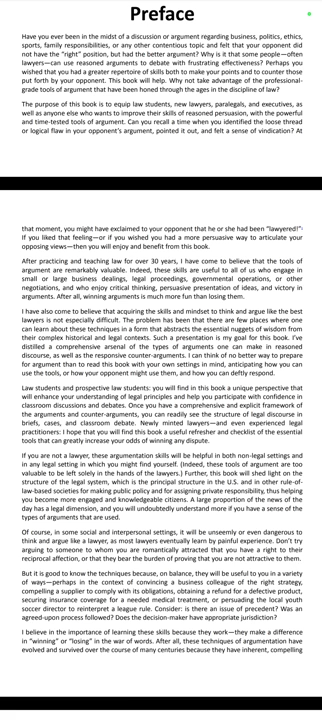 Preface
Have you ever been in the midst of a discussion or argument regarding business, politics, ethics,
sports, family responsibilities, or any other contentious topic and felt that your opponent did
not have the "right" position, but had the better argument? Why is it that some people—often
lawyers—can use reasoned arguments to debate with frustrating effectiveness? Perhaps you
wished that you had a greater repertoire of skills both to make your points and to counter those
put forth by your opponent. This book will help. Why not take advantage of the professional-
grade tools of argument that have been honed through the ages in the discipline of law?
The purpose of this book is to equip law students, new lawyers, paralegals, and executives, as
well as anyone else who wants to improve their skills of reasoned persuasion, with the powerful
and time-tested tools of argument. Can you recall a time when you identified the loose thread
or logical flaw in your opponent's argument, pointed it out, and felt a sense of vindication? At
that moment, you might have exclaimed to your opponent that he or she had been "lawyered!"
If you liked that feeling—or if you wished you had a more persuasive way to articulate your
opposing views—then you will enjoy and benefit from this book.
After practicing and teaching law for over 30 years, I have come to believe that the tools of
argument are remarkably valuable. Indeed, these skills are useful to all of us who engage in
small or large business dealings, legal proceedings, governmental operations, or other
negotiations, and who enjoy critical thinking, persuasive presentation of ideas, and victory in
arguments. After all, winning arguments is much more fun than losing them.
I have also come to believe that acquiring the skills and mindset to think and argue like the best
lawyers is not especially difficult. The problem has been that there are few places where one
can learn about these techniques in a form that abstracts the essential nuggets of wisdom from
their complex historical and legal contexts. Such a presentation is my goal for this book. I've
distilled a comprehensive arsenal of the types of arguments one can make in reasoned
discourse, as well as the responsive counter-arguments. I can think of no better way to prepare
for argument than to read this book with your own settings in mind, anticipating how you can
use the tools, or how your opponent might use them, and how you can deftly respond.
Law students and prospective law students: you will find in this book a unique perspective that
will enhance your understanding of legal principles and help you participate with confidence in
classroom discussions and debates. Once you have a comprehensive and explicit framework of
the arguments and counter-arguments, you can readily see the structure of legal discourse in
briefs, cases, and classroom debate. Newly minted lawyers—and even experienced legal
practitioners: I hope that you will find this book a useful refresher and checklist of the essential
tools that can greatly increase your odds of winning any dispute.
If you are not a lawyer, these argumentation skills will be helpful in both non-legal settings and
in any legal setting in which you might find yourself. (Indeed, these tools of argument are too
valuable to be left solely in the hands of the lawyers.) Further, this book will shed light on the
structure of the legal system, which is the principal structure in the U.S. and in other rule-of-
law-based societies for making public policy and for assigning private responsibility, thus helping
you become more engaged and knowledgeable citizens. A large proportion of the news of the
day has a legal dimension, and you will undoubtedly understand more if you have a sense of the
types of arguments that are used.
Of course, in some social and interpersonal settings, it will be unseemly or even dangerous to
think and argue like a lawyer, as most lawyers eventually learn by painful experience. Don't try
arguing to someone to whom you are romantically attracted that you have a right to their
reciprocal affection, or that they bear the burden of proving that you are not attractive to them.
But it is good to know the techniques because, on balance, they will be useful to you in a variety
of ways—perhaps in the context of convincing a business colleague of the right strategy,
compelling a supplier to comply with its obligations, obtaining a refund for a defective product,
securing insurance coverage for a needed medical treatment, or persuading the local youth
soccer director to reinterpret a league rule. Consider: is there an issue of precedent? Was an
agreed-upon process followed? Does the decision-maker have appropriate jurisdiction?
I believe in the importance of learning these skills because they work—they make a difference
in "winning" or "losing" in the war of words. After all, these techniques of argumentation have
evolved and survived over the course of many centuries because they have inherent, compelling